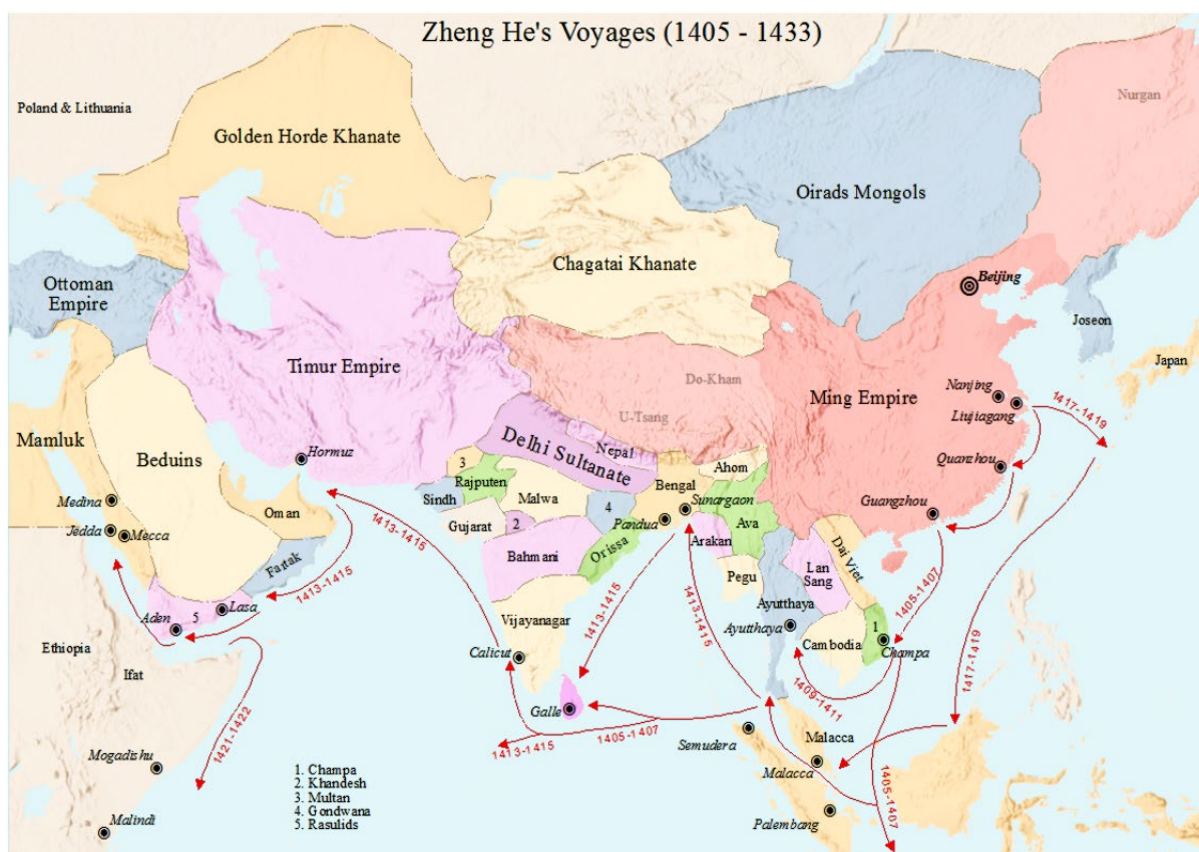 Zheng He's Voyages (1405 - 1433)
Poland & Lithuania
Nurgan
Golden Horde Khanate
Oirads Mongols
Chagatai Khanate
Beijing
Ottoman
Empire
Joseon
Japan
Timur Empire
Do-Kham
Ming Empire
Nanjing
Liujiagang
1417-1419
U-Tsang
Mamluk
Beduins
Hormuz
Delhi Sultanate
Nepal
Quanzhou
3
Rajputen
Ahom
Bengal
Sunargaon
Medina
Oman
Sindh
Malwa
4
Guangzhou
Gujarat
2
Pandua
Ava
Jedda
Mecca
1413-1415
Bahmani
Orissa
Arakan
Dai Viet
Fartak
Lan
Sang
Pegu
1405-1407
1413-1415
Lasa
5
Aden
Vijayanagar
1413-1415
1413-1415
Ayutthaya
Ayutthaya
1
Champa
Cambodia
Ethiopia
Ifat
Calicut
1417-1419
1409-1411
Galle
1421-1422
1413-1415
1405-1407
Semudera
Malacca
Malacca
Mogadishu
1405-1407
Palembang
Malindi
1. Champa
2. Khandesh
3. Multan
4. Gondwana
5. Rasulids